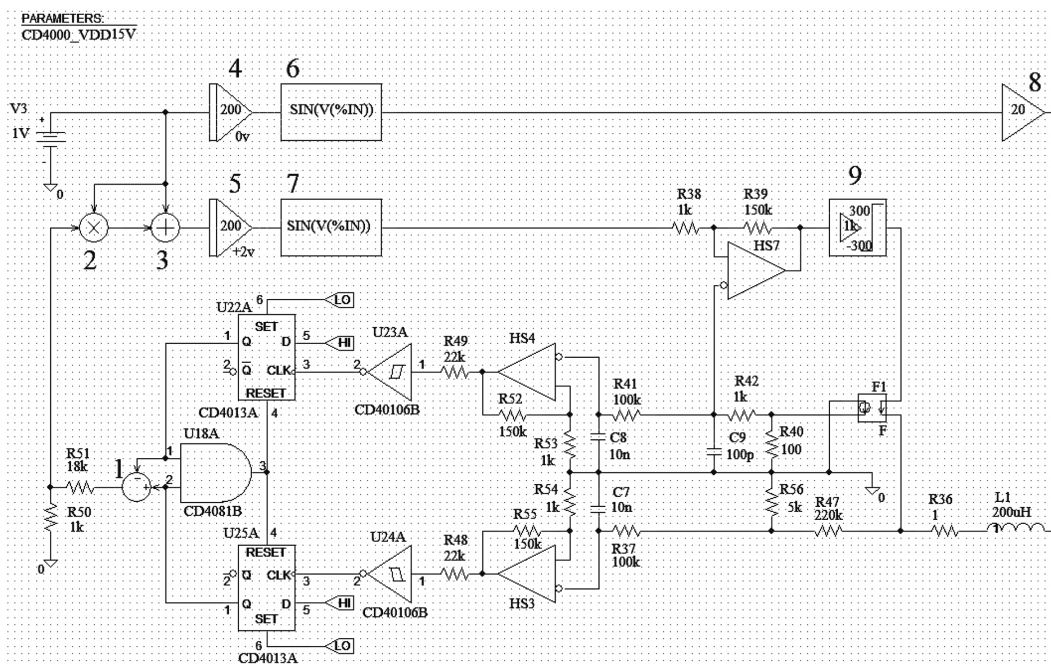 PARAMETERS:
CD4000_VDD15V
4
6
8
V3
+
1V
-
0
200
0v
SIN(V(%IN))
20
5
7
9
200
+2v
SIN(V(%IN))
R38
1k
R39
150k
HS7
300
1k
-300
2
3
U22A
6
LO
SET
1
Q
D
5
HI
2
Q
CLK
3
RESET
CD4013A
4
U23A
2
1
CD40106B
R49
22k
HS4
R52
150k
R41
100k
R42
1k
F1
F
R53
1k
C8
10n
C9
100p
R40
100
U18A
1
2
3
CD4081B
R51
18k
1
-
+
R50
1k
0
R54
1k
C7
10n
R56
5k
0
R47
220k
R36
1
L1
200uH
1
U25A
4
RESET
2
Q
CLK
3
1
Q
D
5
HI
SET
6
LO
CD4013A
U24A
2
1
CD40106B
R48
22k
R55
150k
R37
100k
HS3